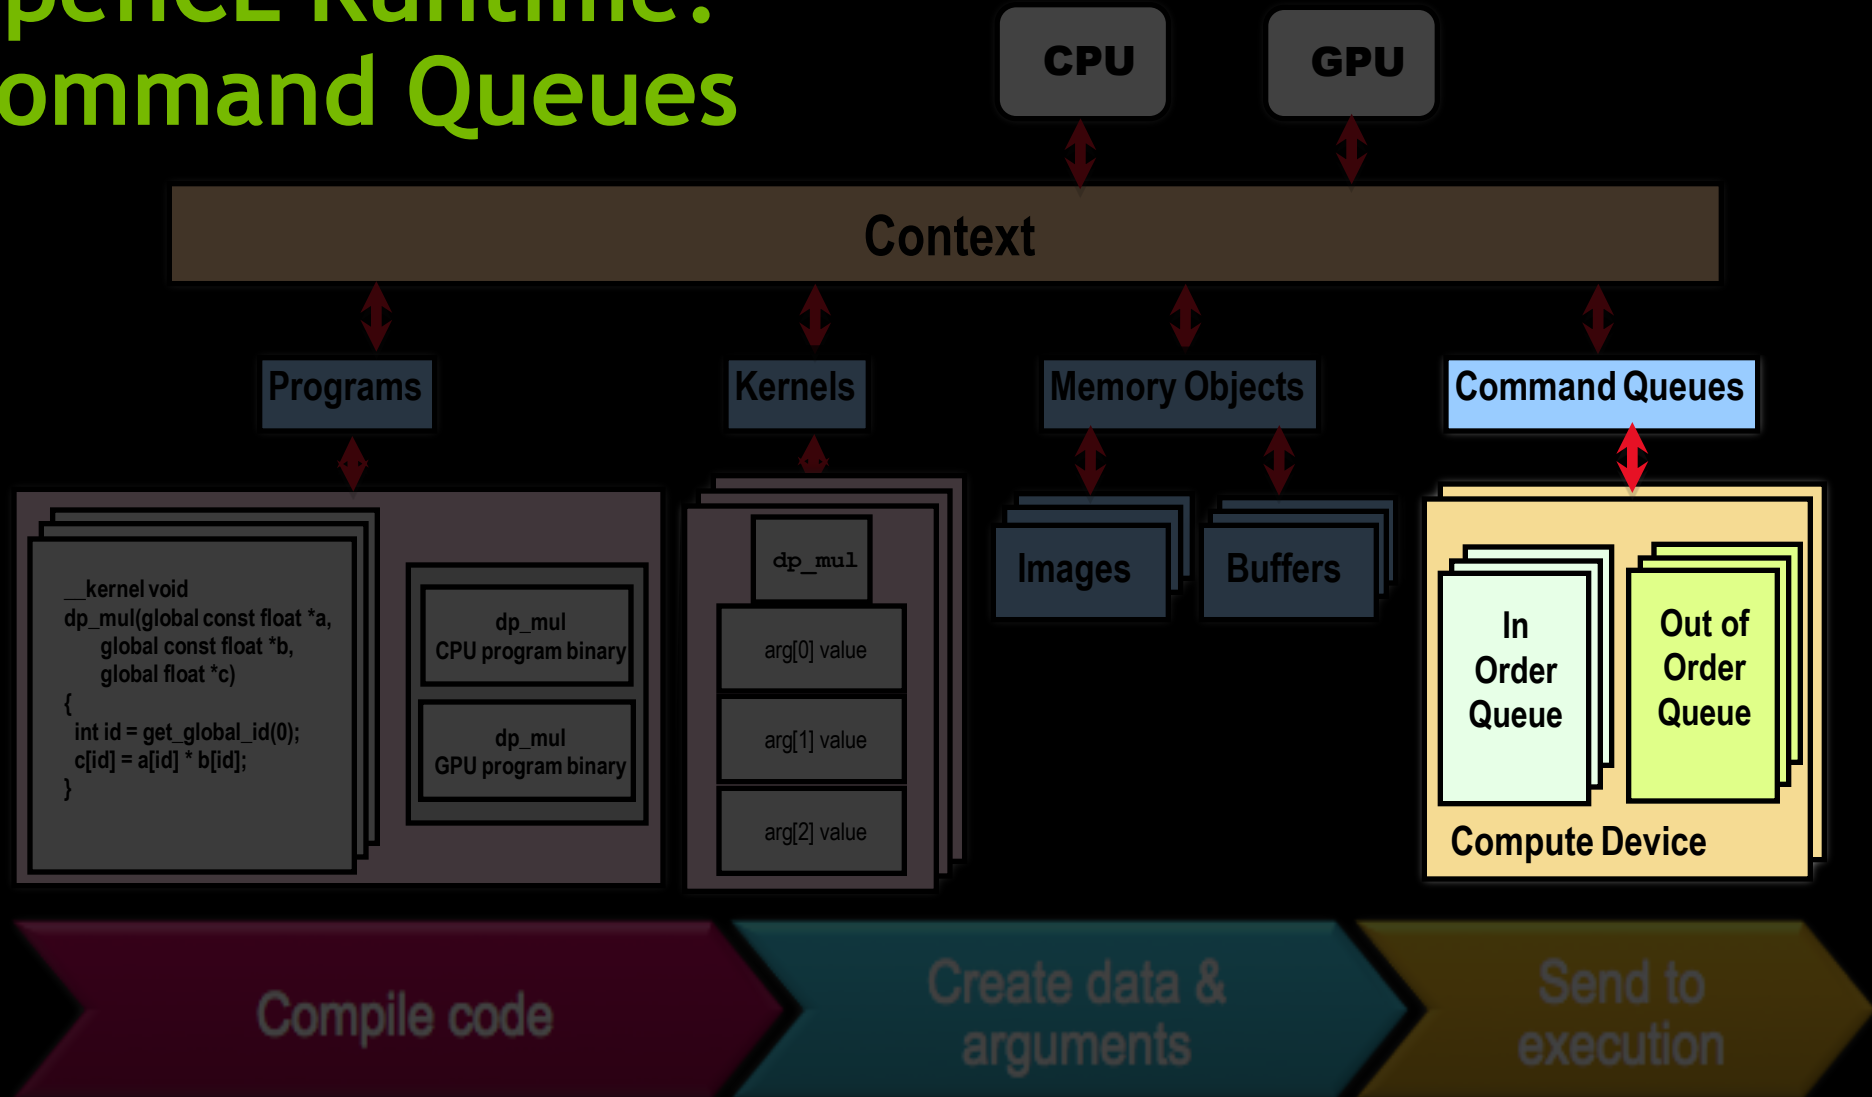 penCL Runtime:
ommand Queues
CPU
GPU
Context
Programs
Kernels
Memory Objects
Command Queues
__kernel void
dp_mul(global const float *a,
global const float *b,
global float *c)
{
int id = get_global_id(0);
c[id] = a[id] * b[id];
}
dp_mul
CPU program binary
dp_mul
GPU program binary
dp_mul
arg[0] value
arg[1] value
arg[2] value
Images
Buffers
In
Order
Queue
Out of
Order
Queue
Compute Device
Compile code
Create data &
arguments
Send to
execution